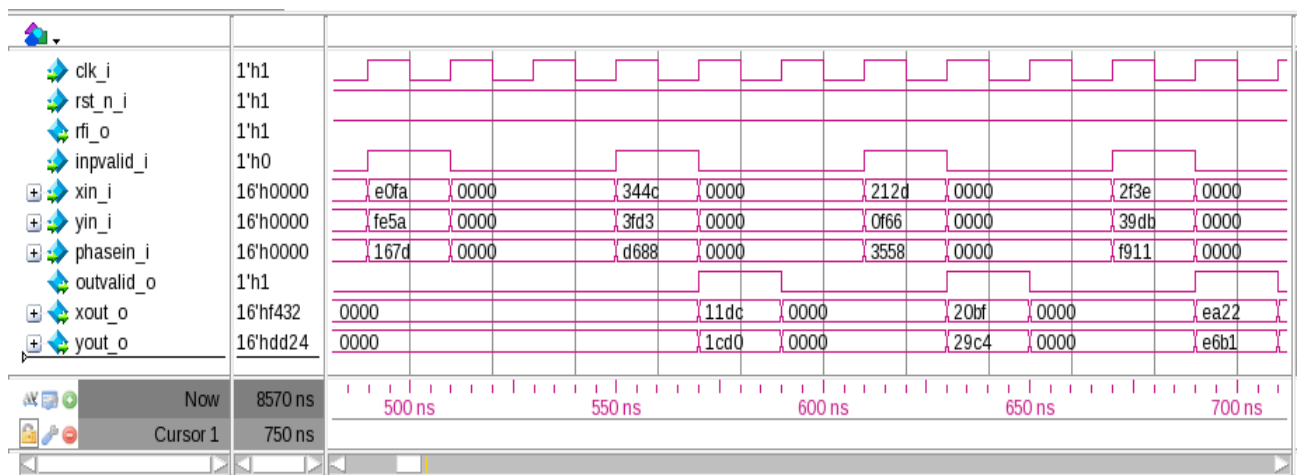 clk_i 1'h1
rst_n_i 1'h1
rfi_o 1'h1
inpvalid_i 1'h0
xin_i 16'h0000 e0fa 0000 344c 0000 212d 0000 2f3e 0000
yin_i 16'h0000 fe5a 0000 3fd3 0000 0f66 0000 39db 0000
phasein_i 16'h0000 167d 0000 d688 0000 3558 0000 f911 0000
outvalid_o 1'h1
xout_o 16'hf432 0000 11dc 0000 20bf 0000 ea22
yout_o 16'hdd24 0000 1cd0 0000 29c4 0000 e6b1
Now 8570 ns 500 ns 550 ns 600 ns 650 ns 700 ns
Cursor 1 750 ns